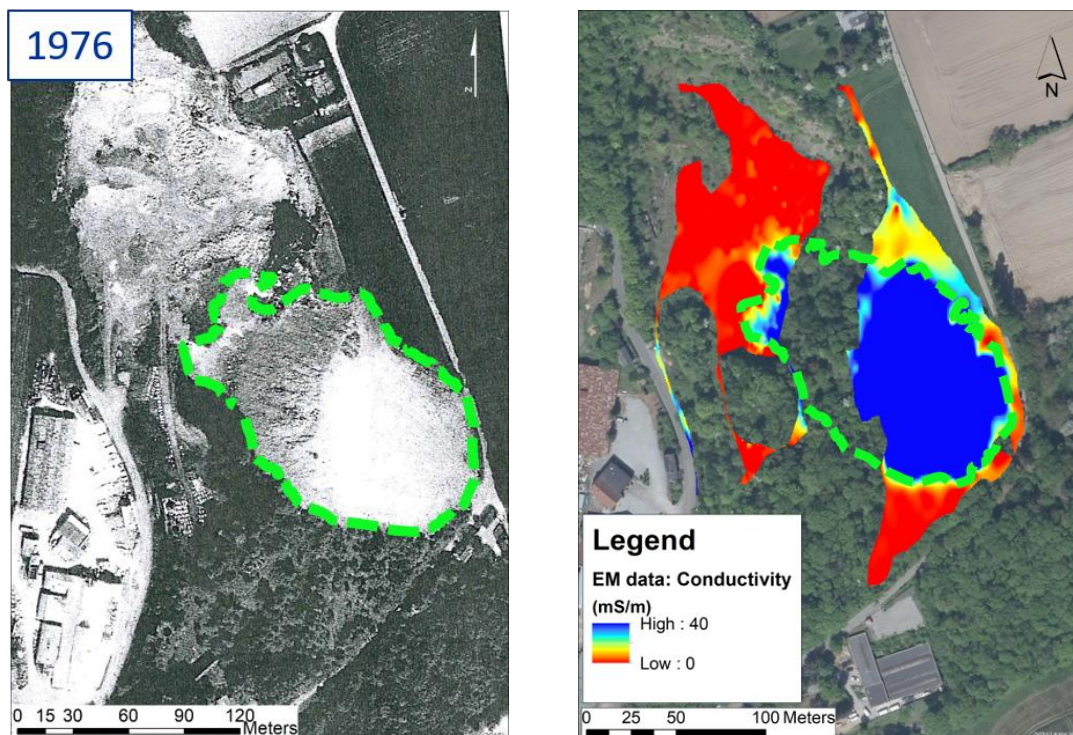 1976
N
0 15 30 60 90 120
Meters
N
Legend
EM data: Conductivity
(mS/m)
High : 40
Low : 0
0 25 50 100 Meters